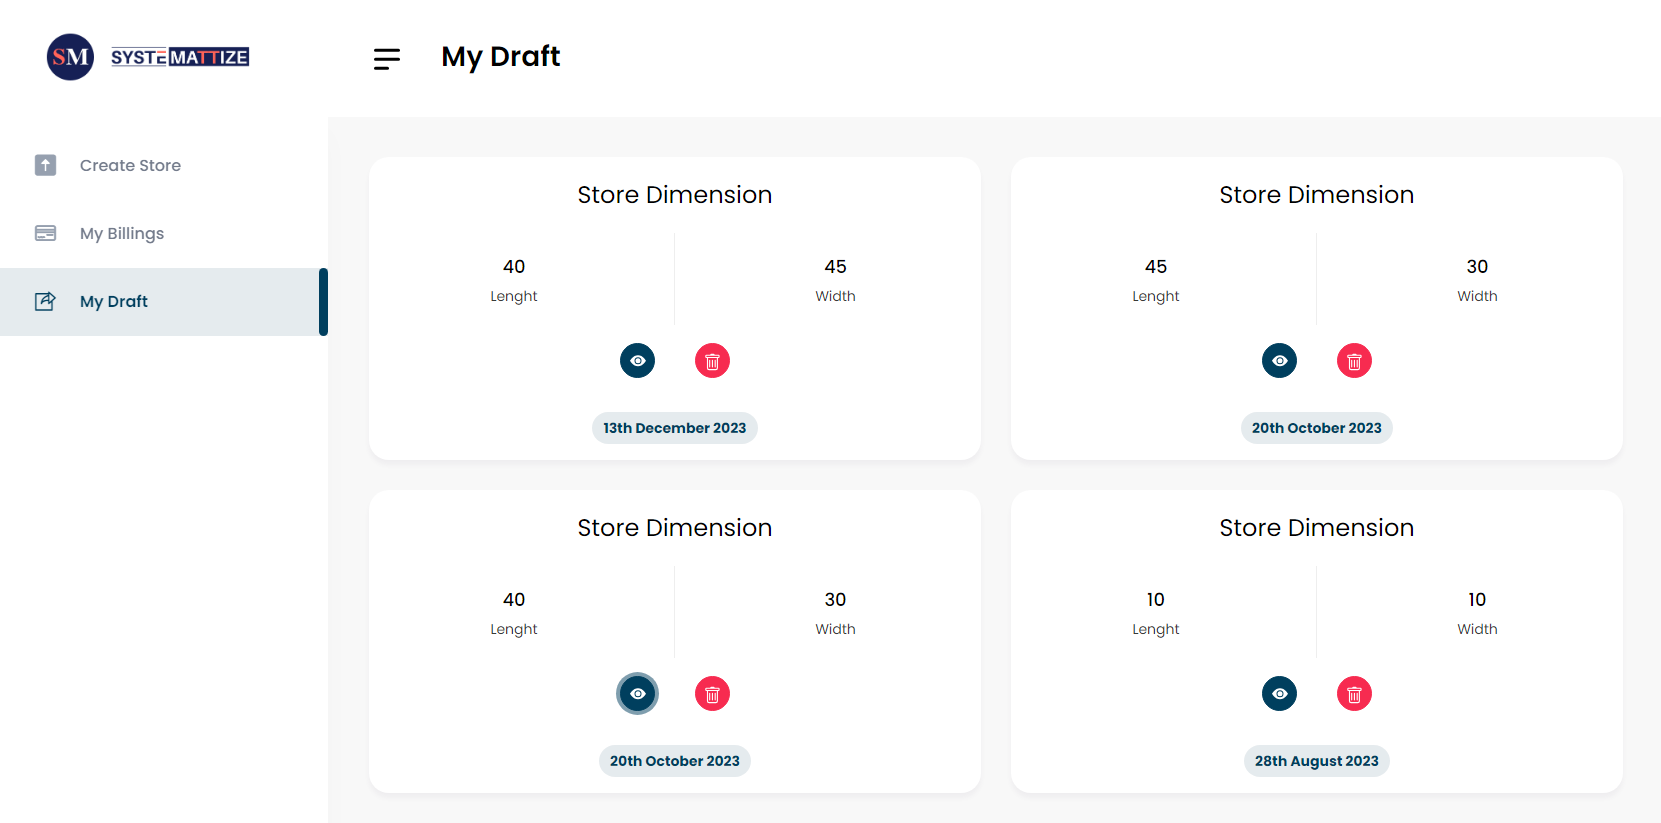 SM SYSTEMATTIZE
My Draft
Create Store
My Billings
My Draft
Store Dimension
40
Lenght
45
Width
13th December 2023
Store Dimension
45
Lenght
30
Width
20th October 2023
Store Dimension
40
Lenght
30
Width
20th October 2023
Store Dimension
10
Lenght
10
Width
28th August 2023